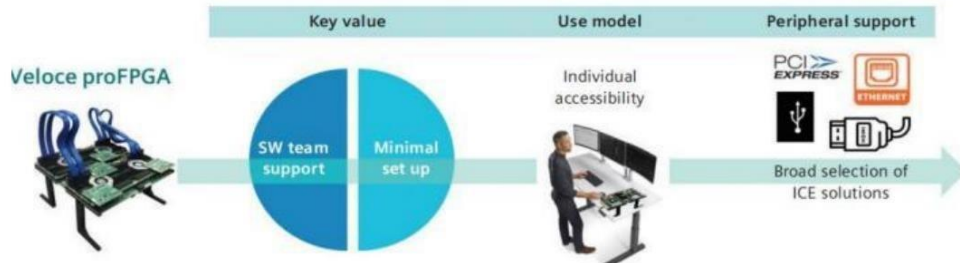 Key value
Use model
Peripheral support
Veloce proFPGA
SW team
support
Minimal
set up
Individual
accessibility
PCI
EXPRESS
ETHERNET
HDMI
Broad selection of
ICE solutions